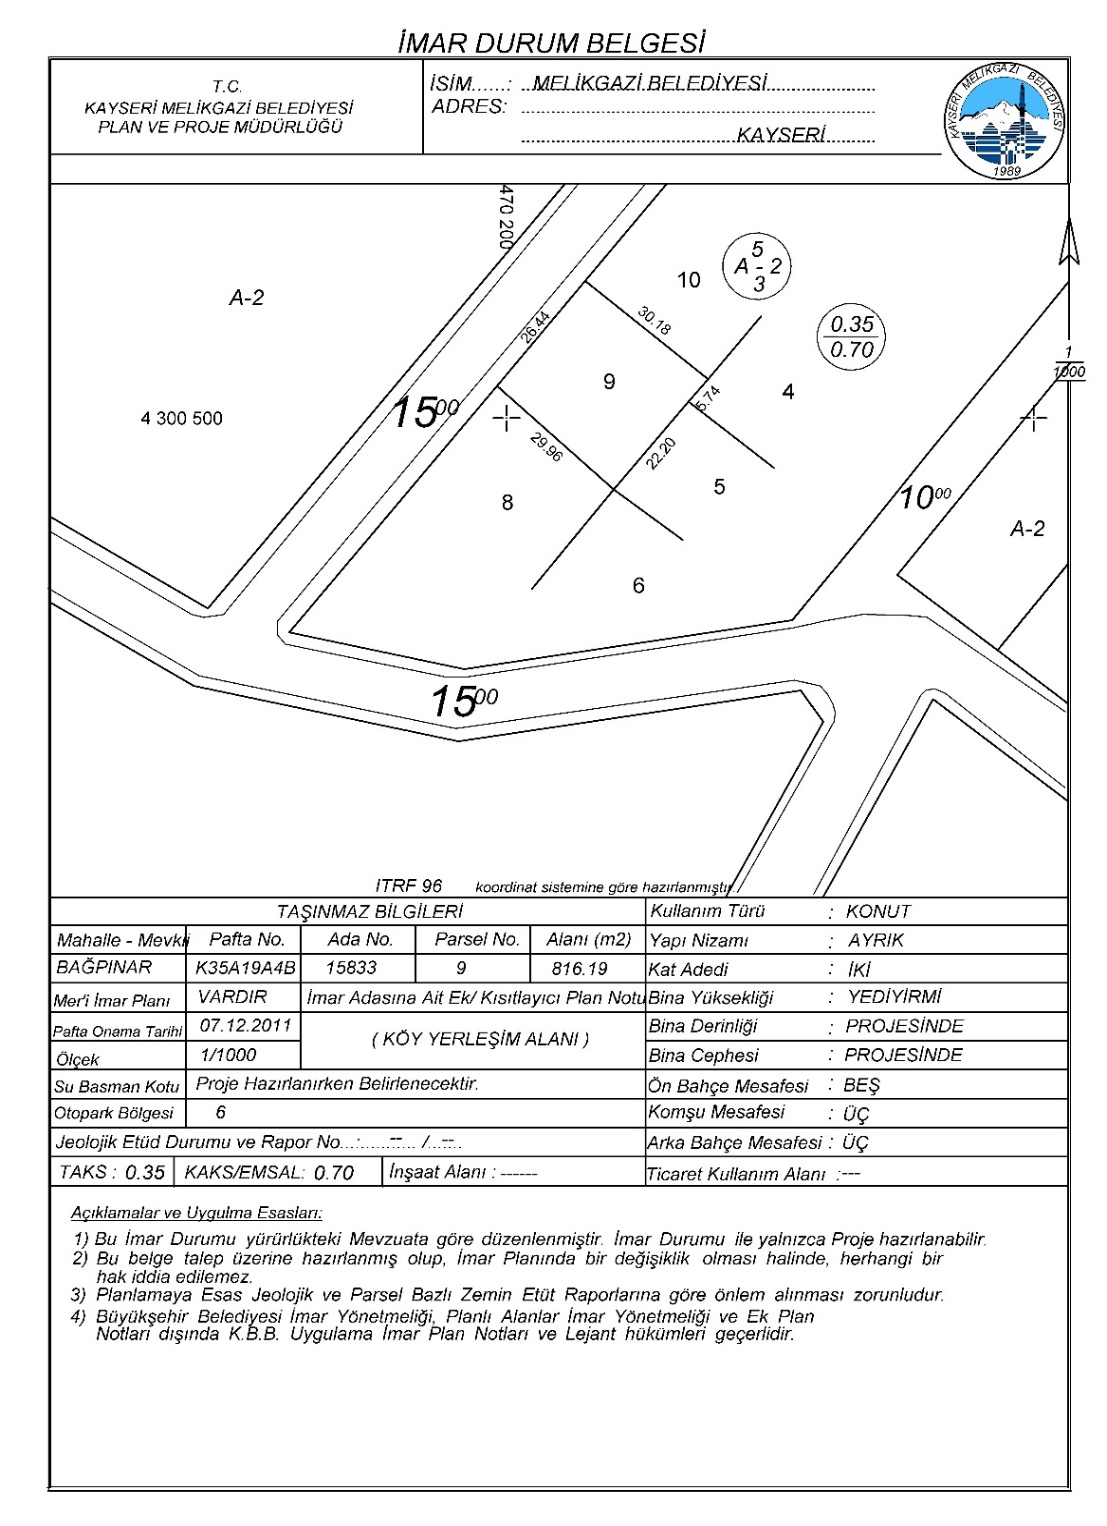 İMAR DURUM BELGESİ
T.C.
KAYSERİ MELİKGAZİ BELEDİYESİ
PLAN VE PROJE MÜDÜRLÜĞÜ
İSİM......: ..MELİKGAZİ BELEDİYESİ
ADRES:
KAYSERİ
KAYSERİ MELİKGAZİ BELEDİYESİ
1989
470 200
A-2
4 300 500
15 00
26.44
30.18
10
5
A - 2
3
0.35
0.70
9
4
5.74
1
1000
29.96
22.20
8
5
10 00
A-2
6
15 00
ITRF 96 koordinat sistemine göre hazırlanmıştır.
TAŞINMAZ BİLGİLERİ
Mahalle - Mevkii Pafta No. Ada No. Parsel No. Alanı (m2)
BAĞPINAR K35A19A4B 15833 9 816.19
Mer'i İmar Planı VARDIR İmar Adasına Ait Ek/ Kısıtlayıcı Plan Notu
Pafta Onama Tarihi 07.12.2011 ( KÖY YERLEŞİM ALANI )
Ölçek 1/1000
Su Basman Kotu Proje Hazırlanırken Belirlenecektir.
Otopark Bölgesi 6
Jeolojik Etüd Durumu ve Rapor No...:.....--.. /..--..
TAKS : 0.35 KAKS/EMSAL: 0.70 İnşaat Alanı : ------
Kullanım Türü : KONUT
Yapı Nizamı : AYRIK
Kat Adedi : İKİ
Bina Yüksekliği : YEDİYİRMİ
Bina Derinliği : PROJESİNDE
Bina Cephesi : PROJESİNDE
Ön Bahçe Mesafesi : BEŞ
Komşu Mesafesi : ÜÇ
Arka Bahçe Mesafesi : ÜÇ
Ticaret Kullanım Alanı :---
Açıklamalar ve Uygulma Esasları:
1) Bu İmar Durumu yürürlükteki Mevzuata göre düzenlenmiştir. İmar Durumu ile yalnızca Proje hazırlanabilir.
2) Bu belge talep üzerine hazırlanmış olup, İmar Planında bir değişiklik olması halinde, herhangi bir
hak iddia edilemez.
3) Planlamaya Esas Jeolojik ve Parsel Bazlı Zemin Etüt Raporlarına göre önlem alınması zorunludur.
4) Büyükşehir Belediyesi İmar Yönetmeliği, Planlı Alanlar İmar Yönetmeliği ve Ek Plan
Notları dışında K.B.B. Uygulama İmar Plan Notları ve Lejant hükümleri geçerlidir.